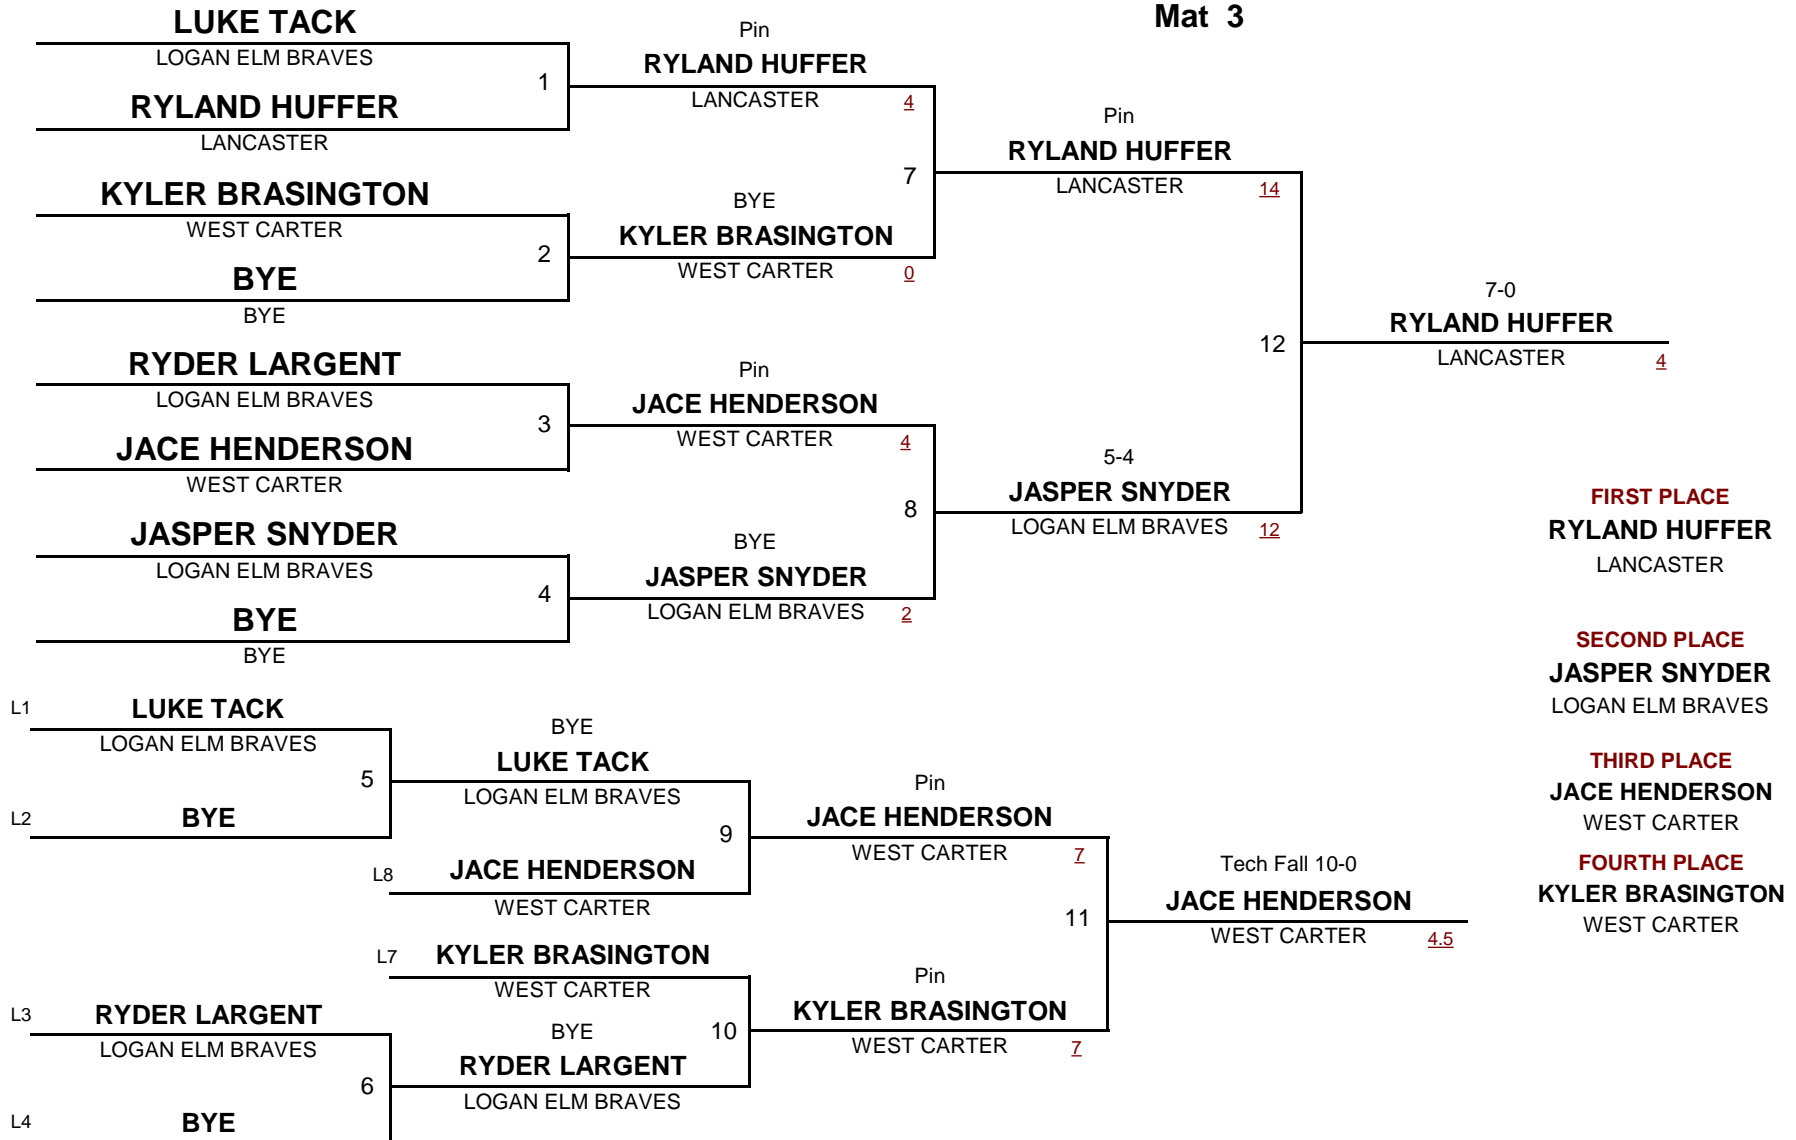 Mat 3
LUKE TACK
LOGAN ELM BRAVES
1
RYLAND HUFFER
LANCASTER
KYLER BRASINGTON
WEST CARTER
2
BYE
BYE
RYDER LARGENT
LOGAN ELM BRAVES
3
JACE HENDERSON
WEST CARTER
JASPER SNYDER
LOGAN ELM BRAVES
4
BYE
BYE
Pin
RYLAND HUFFER
LANCASTER 4
7
BYE
KYLER BRASINGTON
WEST CARTER 0
Pin
JACE HENDERSON
WEST CARTER 4
8
BYE
JASPER SNYDER
LOGAN ELM BRAVES 2
Pin
RYLAND HUFFER
LANCASTER 14
12
5-4
JASPER SNYDER
LOGAN ELM BRAVES 12
7-0
RYLAND HUFFER
LANCASTER 4
FIRST PLACE
RYLAND HUFFER
LANCASTER
SECOND PLACE
JASPER SNYDER
LOGAN ELM BRAVES
THIRD PLACE
JACE HENDERSON
WEST CARTER
FOURTH PLACE
KYLER BRASINGTON
WEST CARTER
L1 LUKE TACK
LOGAN ELM BRAVES
5
L2 BYE
L3 RYDER LARGENT
LOGAN ELM BRAVES
6
L4 BYE
BYE
LUKE TACK
LOGAN ELM BRAVES
9
L8 JACE HENDERSON
WEST CARTER
L7 KYLER BRASINGTON
WEST CARTER
BYE 10
RYDER LARGENT
LOGAN ELM BRAVES
Pin
JACE HENDERSON
WEST CARTER 7
11
Pin
KYLER BRASINGTON
WEST CARTER 7
Tech Fall 10-0
JACE HENDERSON
WEST CARTER 4.5